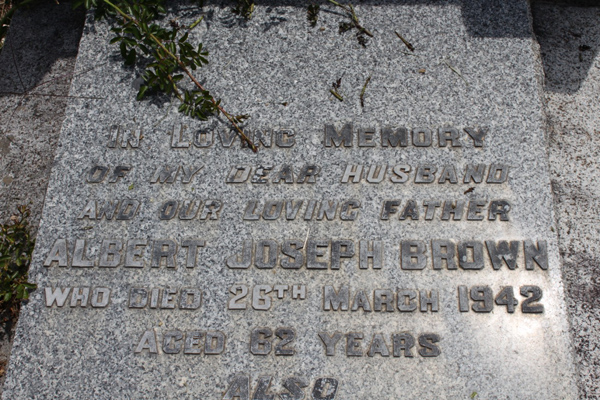 IN LOVING MEMORY
OF MY DEAR HUSBAND
AND OUR LOVING FATHER
ALBERT JOSEPH BROWN
WHO DIED 26TH MARCH 1942
AGED 62 YEARS
ALSO